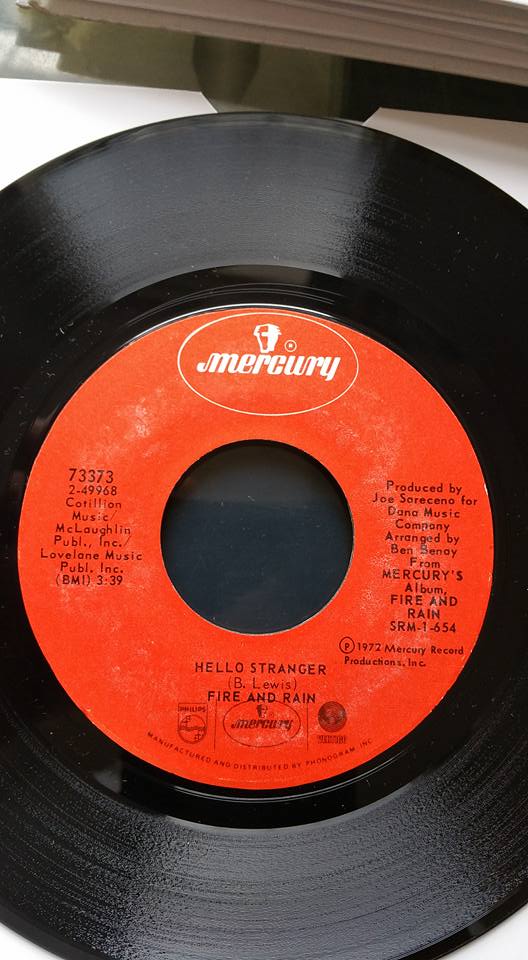 mercury
73373
2-49968
Cotillion
Music/
McLaughlin
Publ., Inc./
Lovelane Music
Publ. Inc.
(BMI) 3:39
Produced by
Joe Sareceno for
Dana Music
Company
Arranged by
Ben Benay
From
MERCURY'S
Album,
FIRE AND
RAIN
SRM-1-654
Ⓟ 1972 Mercury Record
Productions, Inc.
HELLO STRANGER
(B. Lewis)
FIRE AND RAIN
PHILIPS
mercury
VERTIGO
MANUFACTURED AND DISTRIBUTED BY PHONOGRAM, INC.